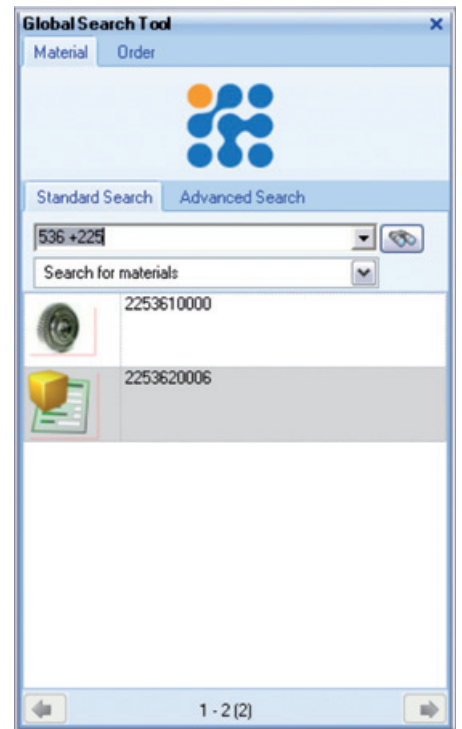 Global Search Tool
Material Order
Standard Search Advanced Search
536 +225
Search for materials
2253610000
2253620006
1 - 2 (2)